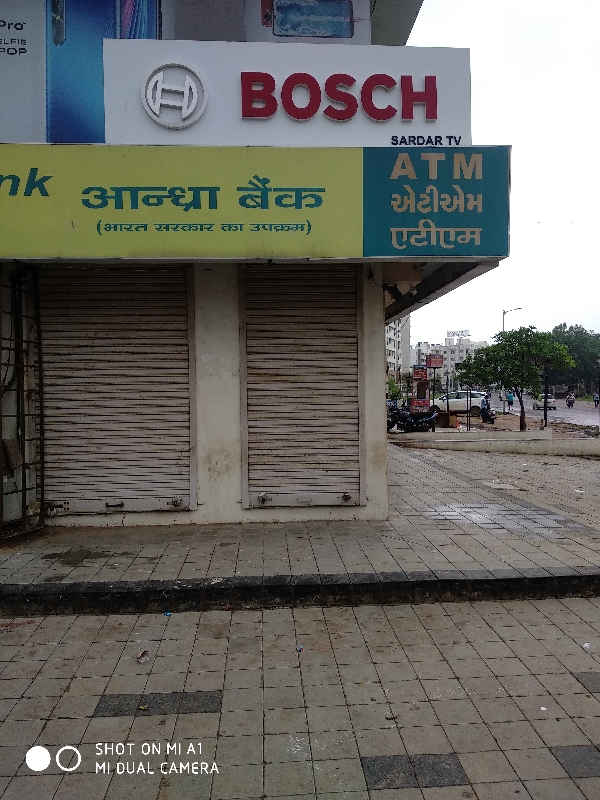 Pro
ELFIE
POP
BOSCH
SARDAR TV
nk
आन्ध्रा बैंक
(भारत सरकार का उपक्रम)
ATM
એટીએમ
एटीएम
SHOT ON MI A1
MI DUAL CAMERA